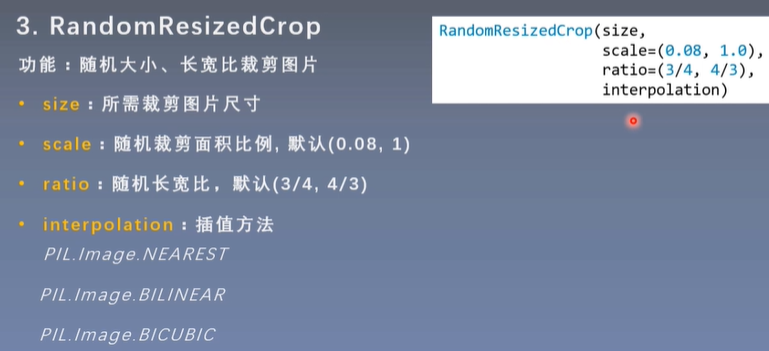 3. RandomResizedCrop
功能：随机大小、长宽比裁剪图片
• size：所需裁剪图片尺寸
• scale：随机裁剪面积比例, 默认(0.08, 1)
• ratio：随机长宽比，默认(3/4, 4/3)
• interpolation：插值方法
PIL.Image.NEAREST
PIL.Image.BILINEAR
PIL.Image.BICUBIC
RandomResizedCrop(size,
scale=(0.08, 1.0),
ratio=(3/4, 4/3),
interpolation)